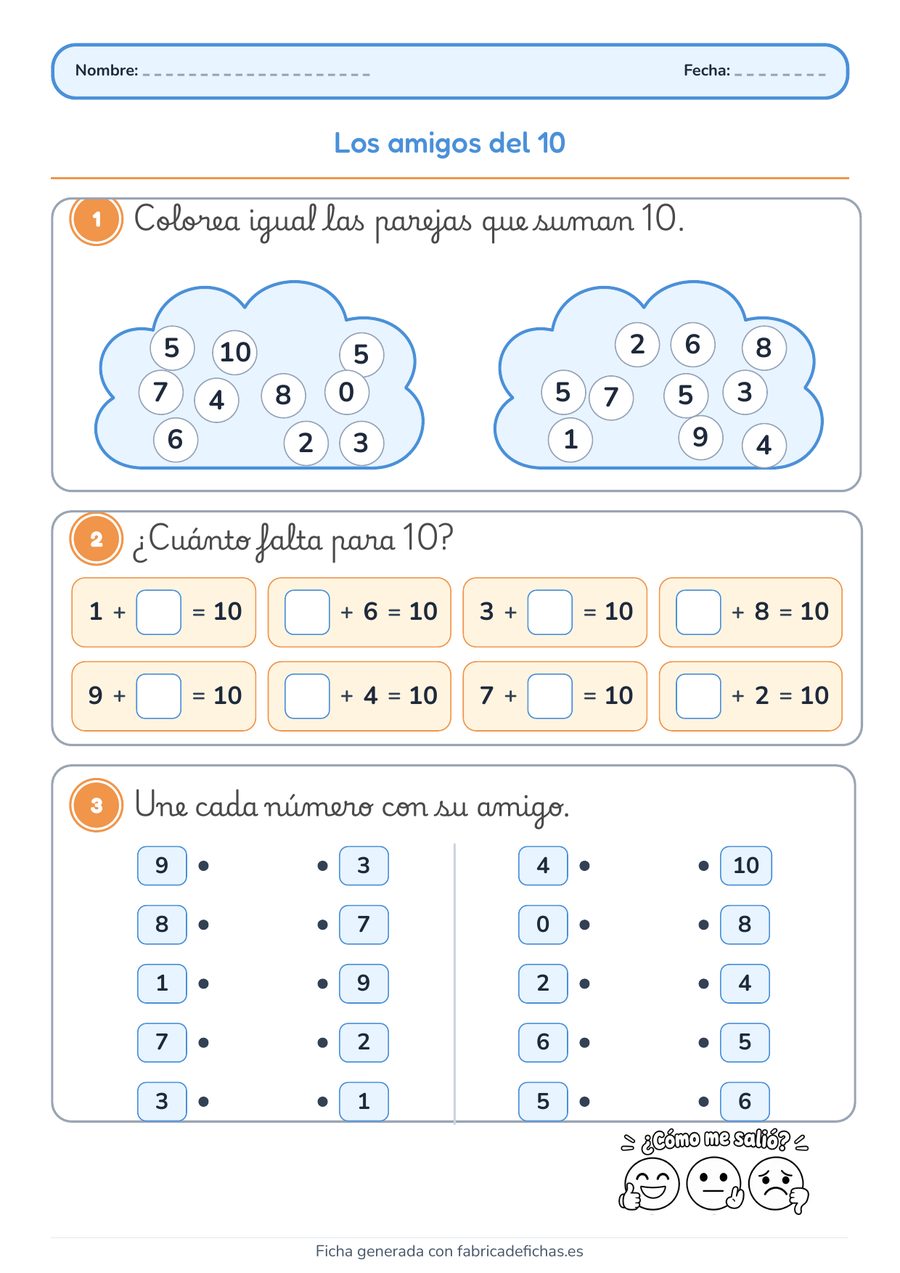 Nombre: Fecha:
Los amigos del 10
1 Colorea igual las parejas que suman 10.
5 10 5
7 4 8 0
6 2 3
2 6 8
5 7 5 3
1 9 4
2 ¿Cuánto falta para 10?
1 + = 10 + 6 = 10 3 + = 10 + 8 = 10
9 + = 10 + 4 = 10 7 + = 10 + 2 = 10
3 Une cada número con su amigo.
9 • • 3 4 • • 10
8 • • 7 0 • • 8
1 • • 9 2 • • 4
7 • • 2 6 • • 5
3 • • 1 5 • • 6
¿Cómo me salió?
Ficha generada con fabricadefichas.es